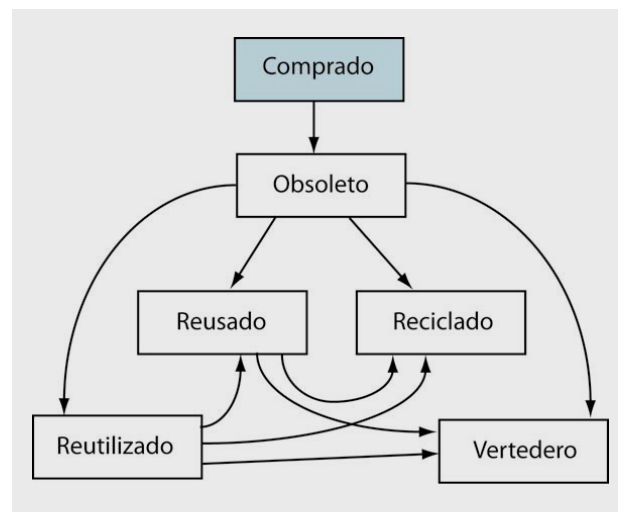 Comprado
Obsoleto
Reusado
Reciclado
Reutilizado
Vertedero